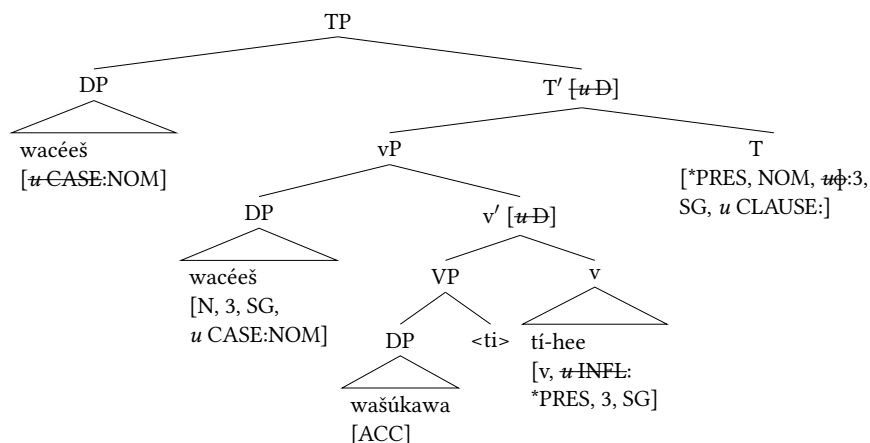 TP
DP
T′ [u D]
wacéeš
[u CASE:NOM]
vP
T
[*PRES, NOM, uϕ:3,
SG, u CLAUSE:]
DP
v′ [u D]
wacéeš
[N, 3, SG,
u CASE:NOM]
VP
v
DP
<ti>
tí-hee
[v, u INFL:
*PRES, 3, SG]
wašúkawa
[ACC]